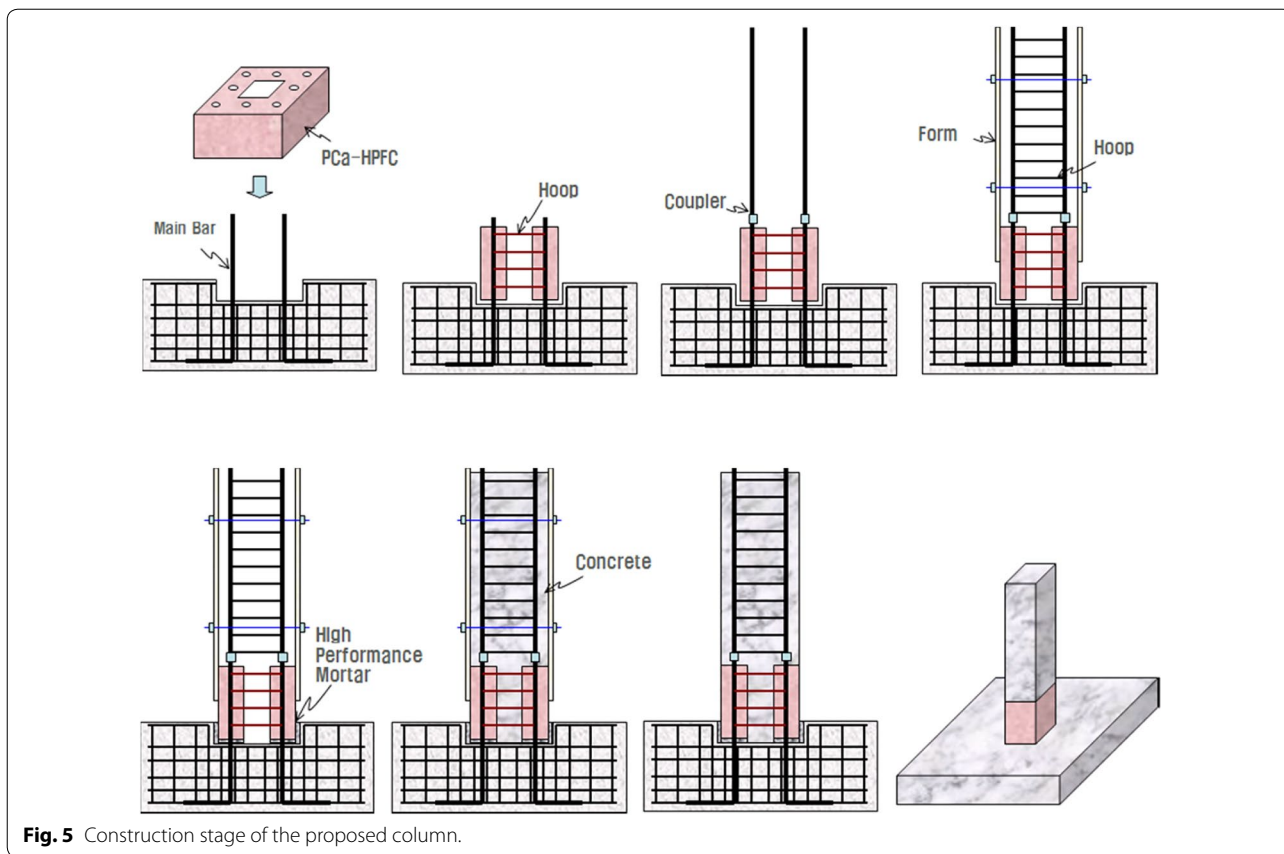 PCa-HPFC
Main Bar
Hoop
Coupler
Form
Hoop
High
Performance
Mortar
Concrete
Fig. 5 Construction stage of the proposed column.